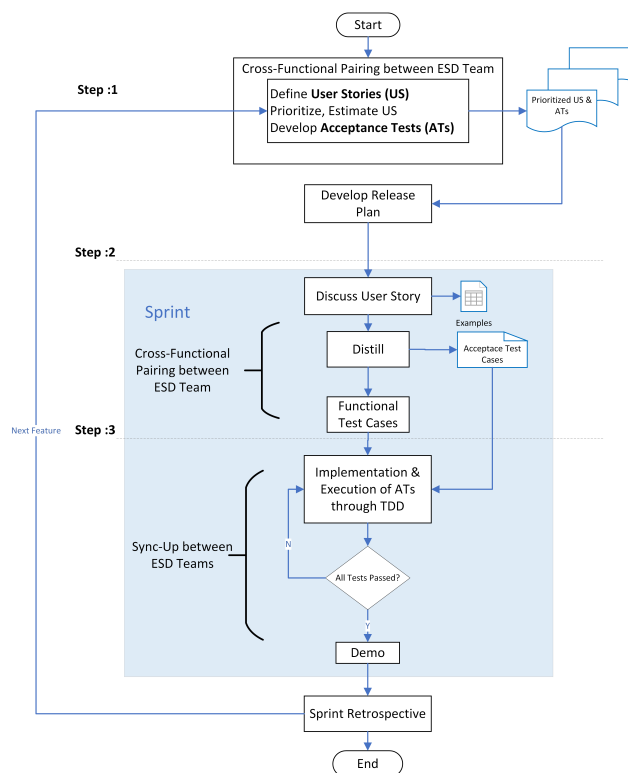 Start
Cross-Functional Pairing between ESD Team
Step :1
Define User Stories (US)
Prioritize, Estimate US
Develop Acceptance Tests (ATs)
Prioritized US &
ATs
Develop Release
Plan
Step :2
Discuss User Story
Sprint
Examples
Cross-Functional
Pairing between
ESD Team
Distill
Acceptace Test
Cases
Functional
Test Cases
Next Feature
Step :3
Implementation &
Execution of ATs
through TDD
Sync-Up between
ESD Teams
N
All Tests Passed?
Y
Demo
Sprint Retrospective
End